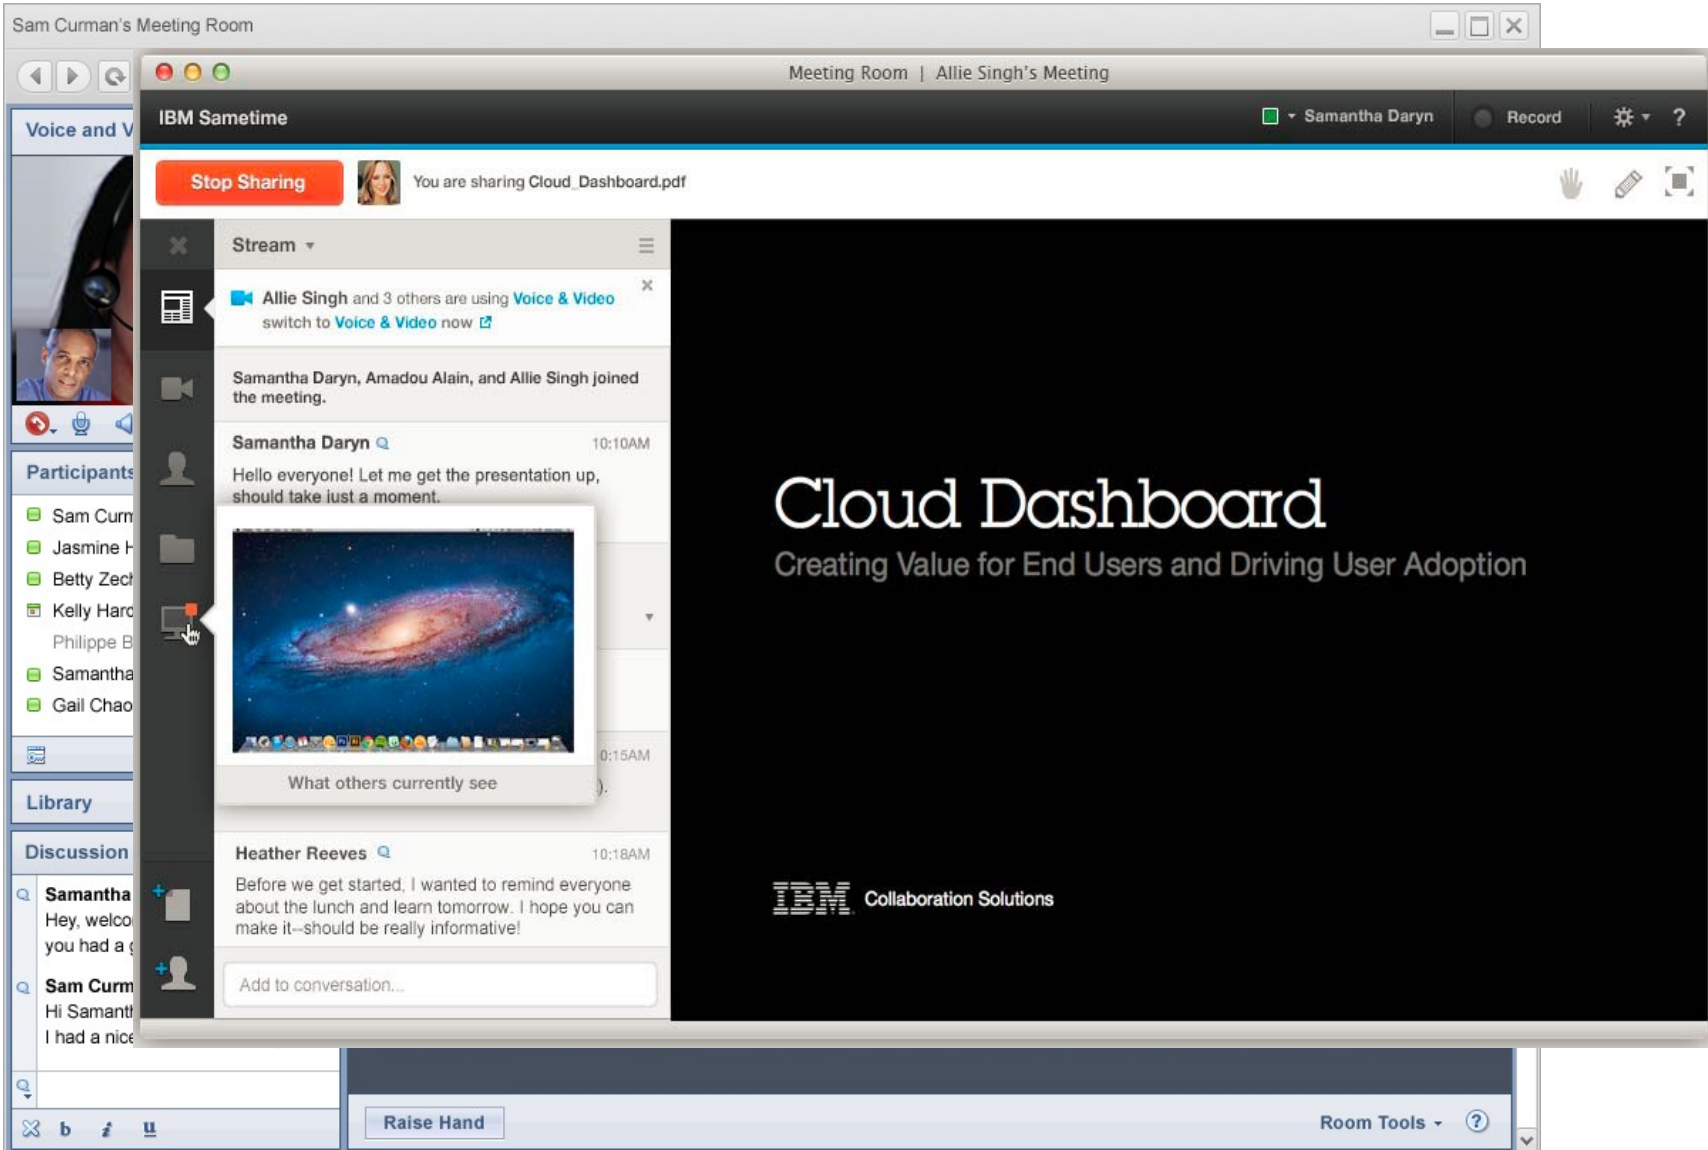 Sam Curman's Meeting Room
Meeting Room | Allie Singh's Meeting
IBM Sametime
Samantha Daryn
Record
?
Voice and V
Stop Sharing
You are sharing Cloud_Dashboard.pdf
Stream
Allie Singh and 3 others are using Voice & Video
switch to Voice & Video now
Samantha Daryn, Amadou Alain, and Allie Singh joined
the meeting.
Samantha Daryn
10:10AM
Hello everyone! Let me get the presentation up,
should take just a moment.
What others currently see
0:15AM
).
Heather Reeves
10:18AM
Before we get started, I wanted to remind everyone
about the lunch and learn tomorrow. I hope you can
make it--should be really informative!
Add to conversation...
Cloud Dashboard
Creating Value for End Users and Driving User Adoption
IBM Collaboration Solutions
Participants
Sam Curm
Jasmine H
Betty Zech
Kelly Hard
Philippe B
Samantha
Gail Chao
Library
Discussion
Samantha
Hey, welco
you had a g
Sam Curm
Hi Samanth
I had a nice
b i u
Raise Hand
Room Tools
?